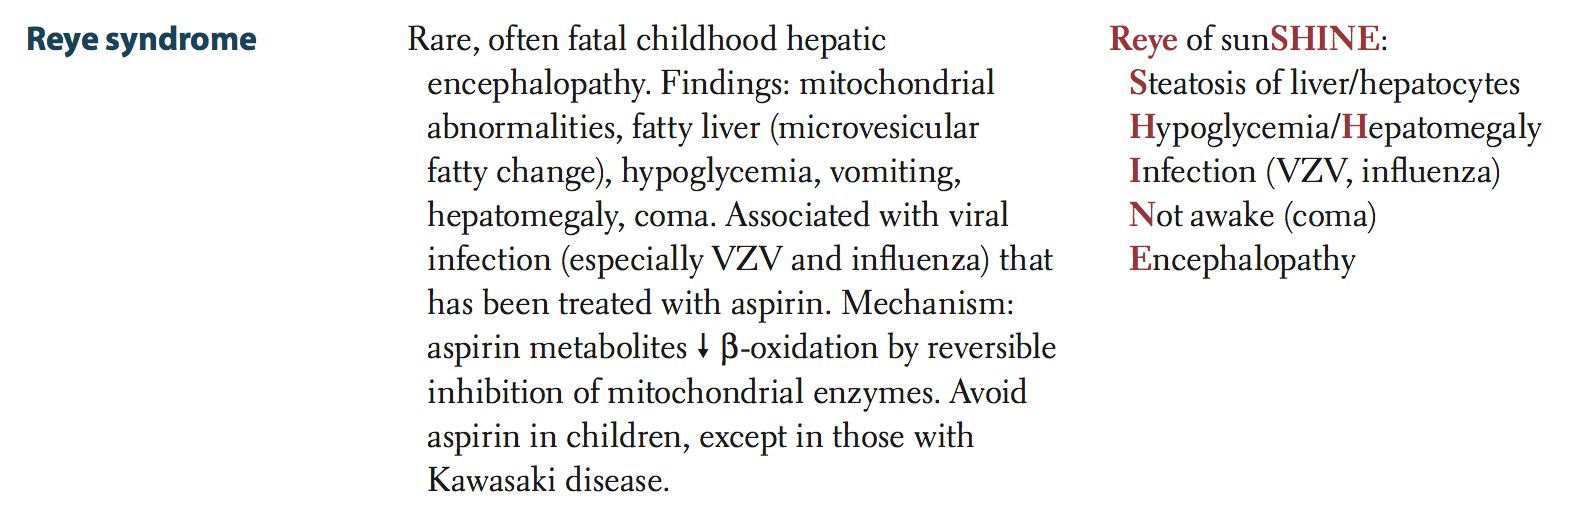 Reye syndrome
Rare, often fatal childhood hepatic
encephalopathy. Findings: mitochondrial
abnormalities, fatty liver (microvesicular
fatty change), hypoglycemia, vomiting,
hepatomegaly, coma. Associated with viral
infection (especially VZV and influenza) that
has been treated with aspirin. Mechanism:
aspirin metabolites ↓ β-oxidation by reversible
inhibition of mitochondrial enzymes. Avoid
aspirin in children, except in those with
Kawasaki disease.
Reye of sunSHINE:
Steatosis of liver/hepatocytes
Hypoglycemia/Hepatomegaly
Infection (VZV, influenza)
Not awake (coma)
Encephalopathy